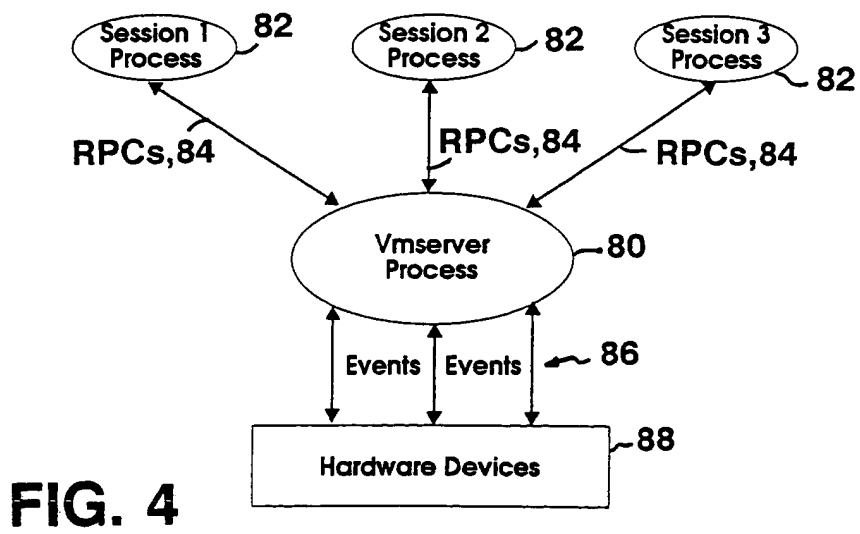 Session 1
Process
82
Session 2
Process
82
Session 3
Process
82
RPCs,84
RPCs,84
RPCs,84
Vmserver
Process
80
Events
Events
86
Hardware Devices
88
FIG. 4